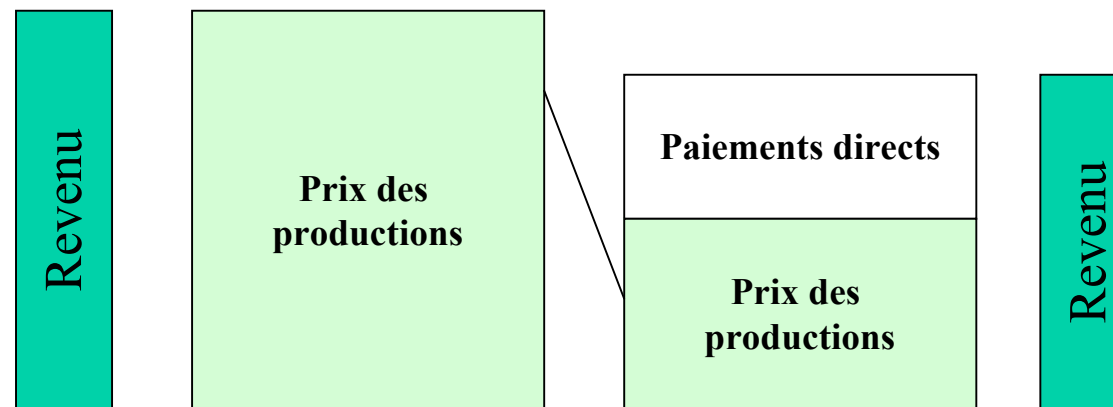 Revenu
Prix des
productions
Paiements directs
Prix des
productions
Revenu